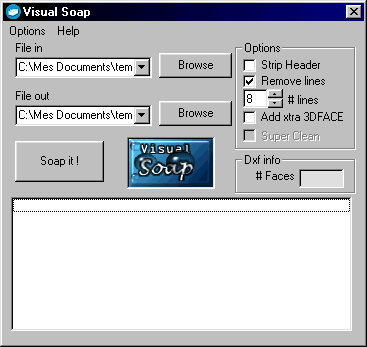 Visual Soap
Options Help
File in
C:\Mes Documents\tem
Browse
File out
C:\Mes Documents\tem
Browse
Soap it !
Visual
Soap
Options
Strip Header
Remove lines
8 # lines
Add xtra 3DFACE
Super Clean
Dxf info
# Faces